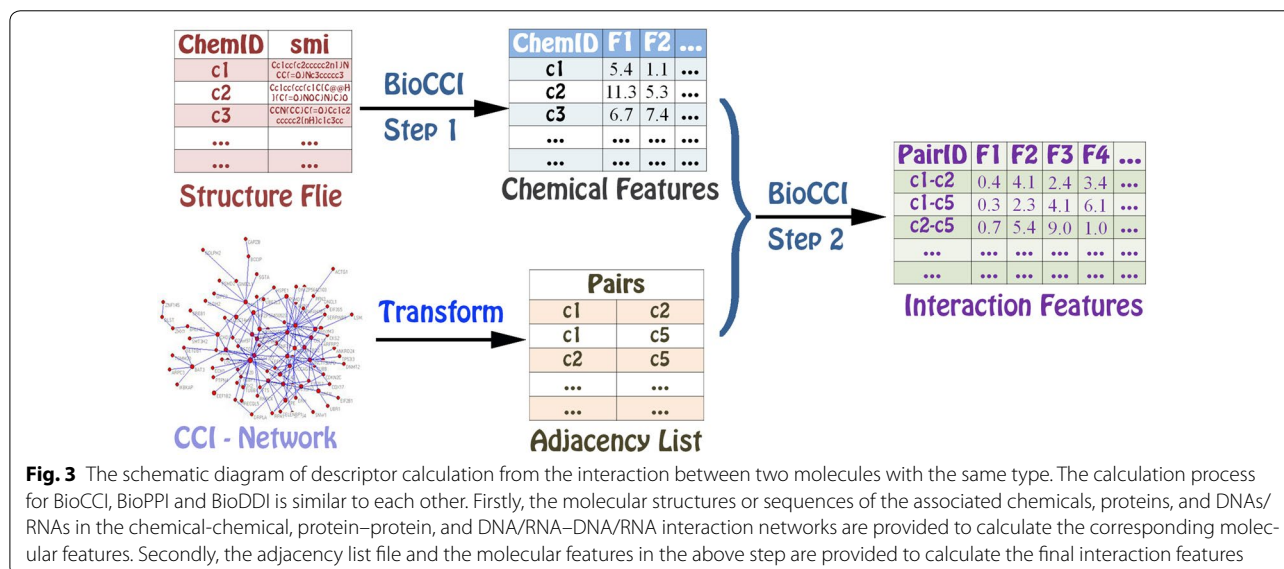 ChemID smi
c1 Cc1cc(c2ccccc2n1)N
CC(=O)Nc3ccccc3
c2
c3 CCN(CC)C(=O)Cc1c2
ccccc2[nH]c1c3cc
... ...
... ...
Structure Flie
BioCCI
Step 1
ChemID F1 F2 ...
c1 5.4 1.1 ...
c2 11.3 5.3 ...
c3 6.7 7.4 ...
... ... ... ...
... ... ... ...
Chemical Features
CCI - Network
Transform
Pairs
c1 c2
c1 c5
c2 c5
... ...
... ...
Adjacency List
BioCCI
Step 2
PairID F1 F2 F3 F4 ...
c1-c2 0.4 4.1 2.4 3.4 ...
c1-c5 0.3 2.3 4.1 6.1 ...
c2-c5 0.7 5.4 9.0 1.0 ...
... ... ... ... ... ...
... ... ... ... ... ...
Interaction Features
Fig. 3 The schematic diagram of descriptor calculation from the interaction between two molecules with the same type. The calculation process
for BioCCI, BioPPI and BioDDI is similar to each other. Firstly, the molecular structures or sequences of the associated chemicals, proteins, and DNAs/
RNAs in the chemical-chemical, protein–protein, and DNA/RNA–DNA/RNA interaction networks are provided to calculate the corresponding molec-
ular features. Secondly, the adjacency list file and the molecular features in the above step are provided to calculate the final interaction features